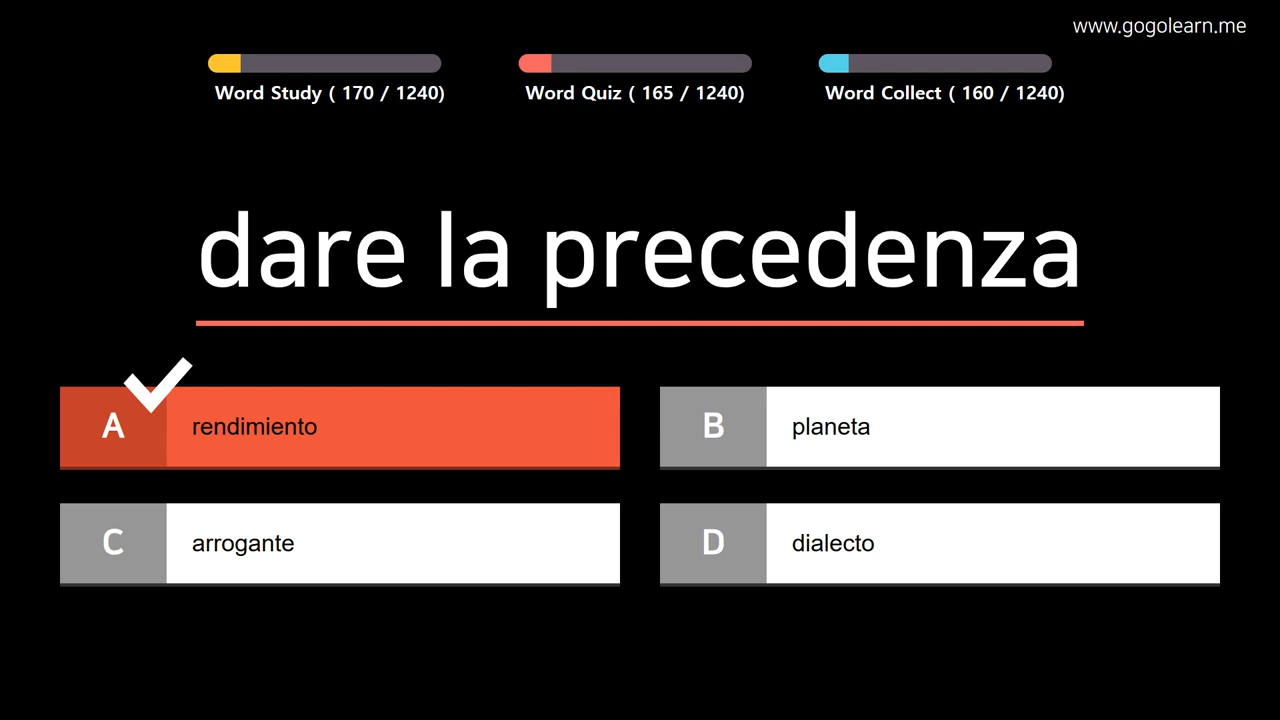 www.gogolearn.me
Word Study ( 170 / 1240)
Word Quiz ( 165 / 1240)
Word Collect ( 160 / 1240)
dare la precedenza
A rendimiento
B planeta
C arrogante
D dialecto